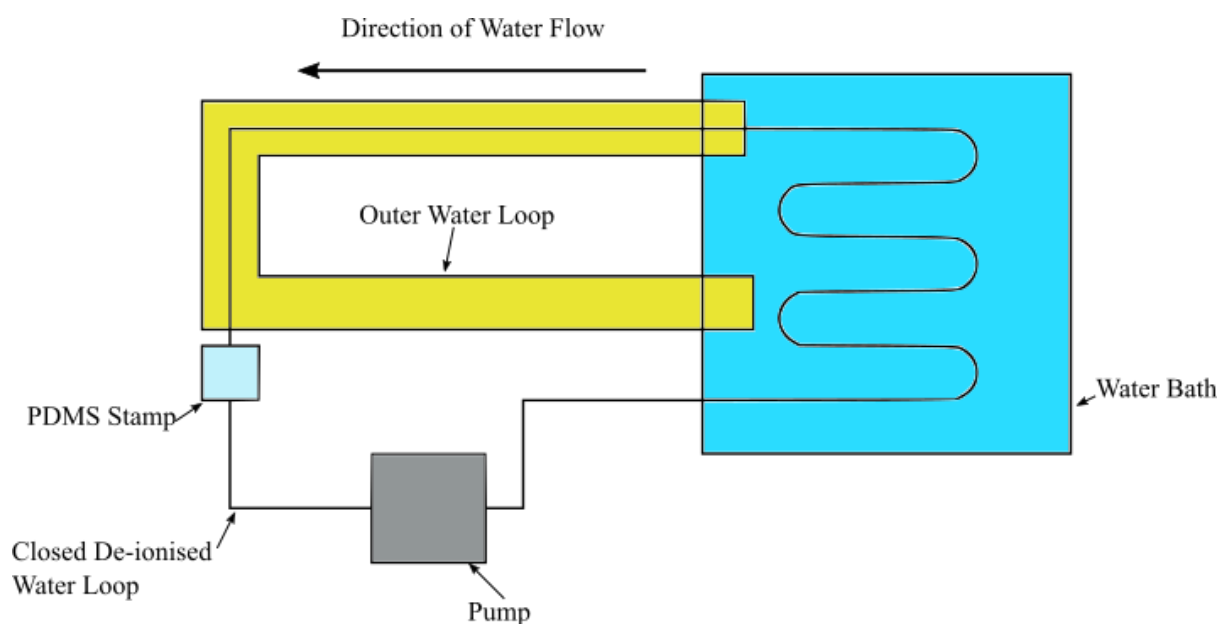 Direction of Water Flow
Outer Water Loop
Water Bath
PDMS Stamp
Closed De-ionised
Water Loop
Pump